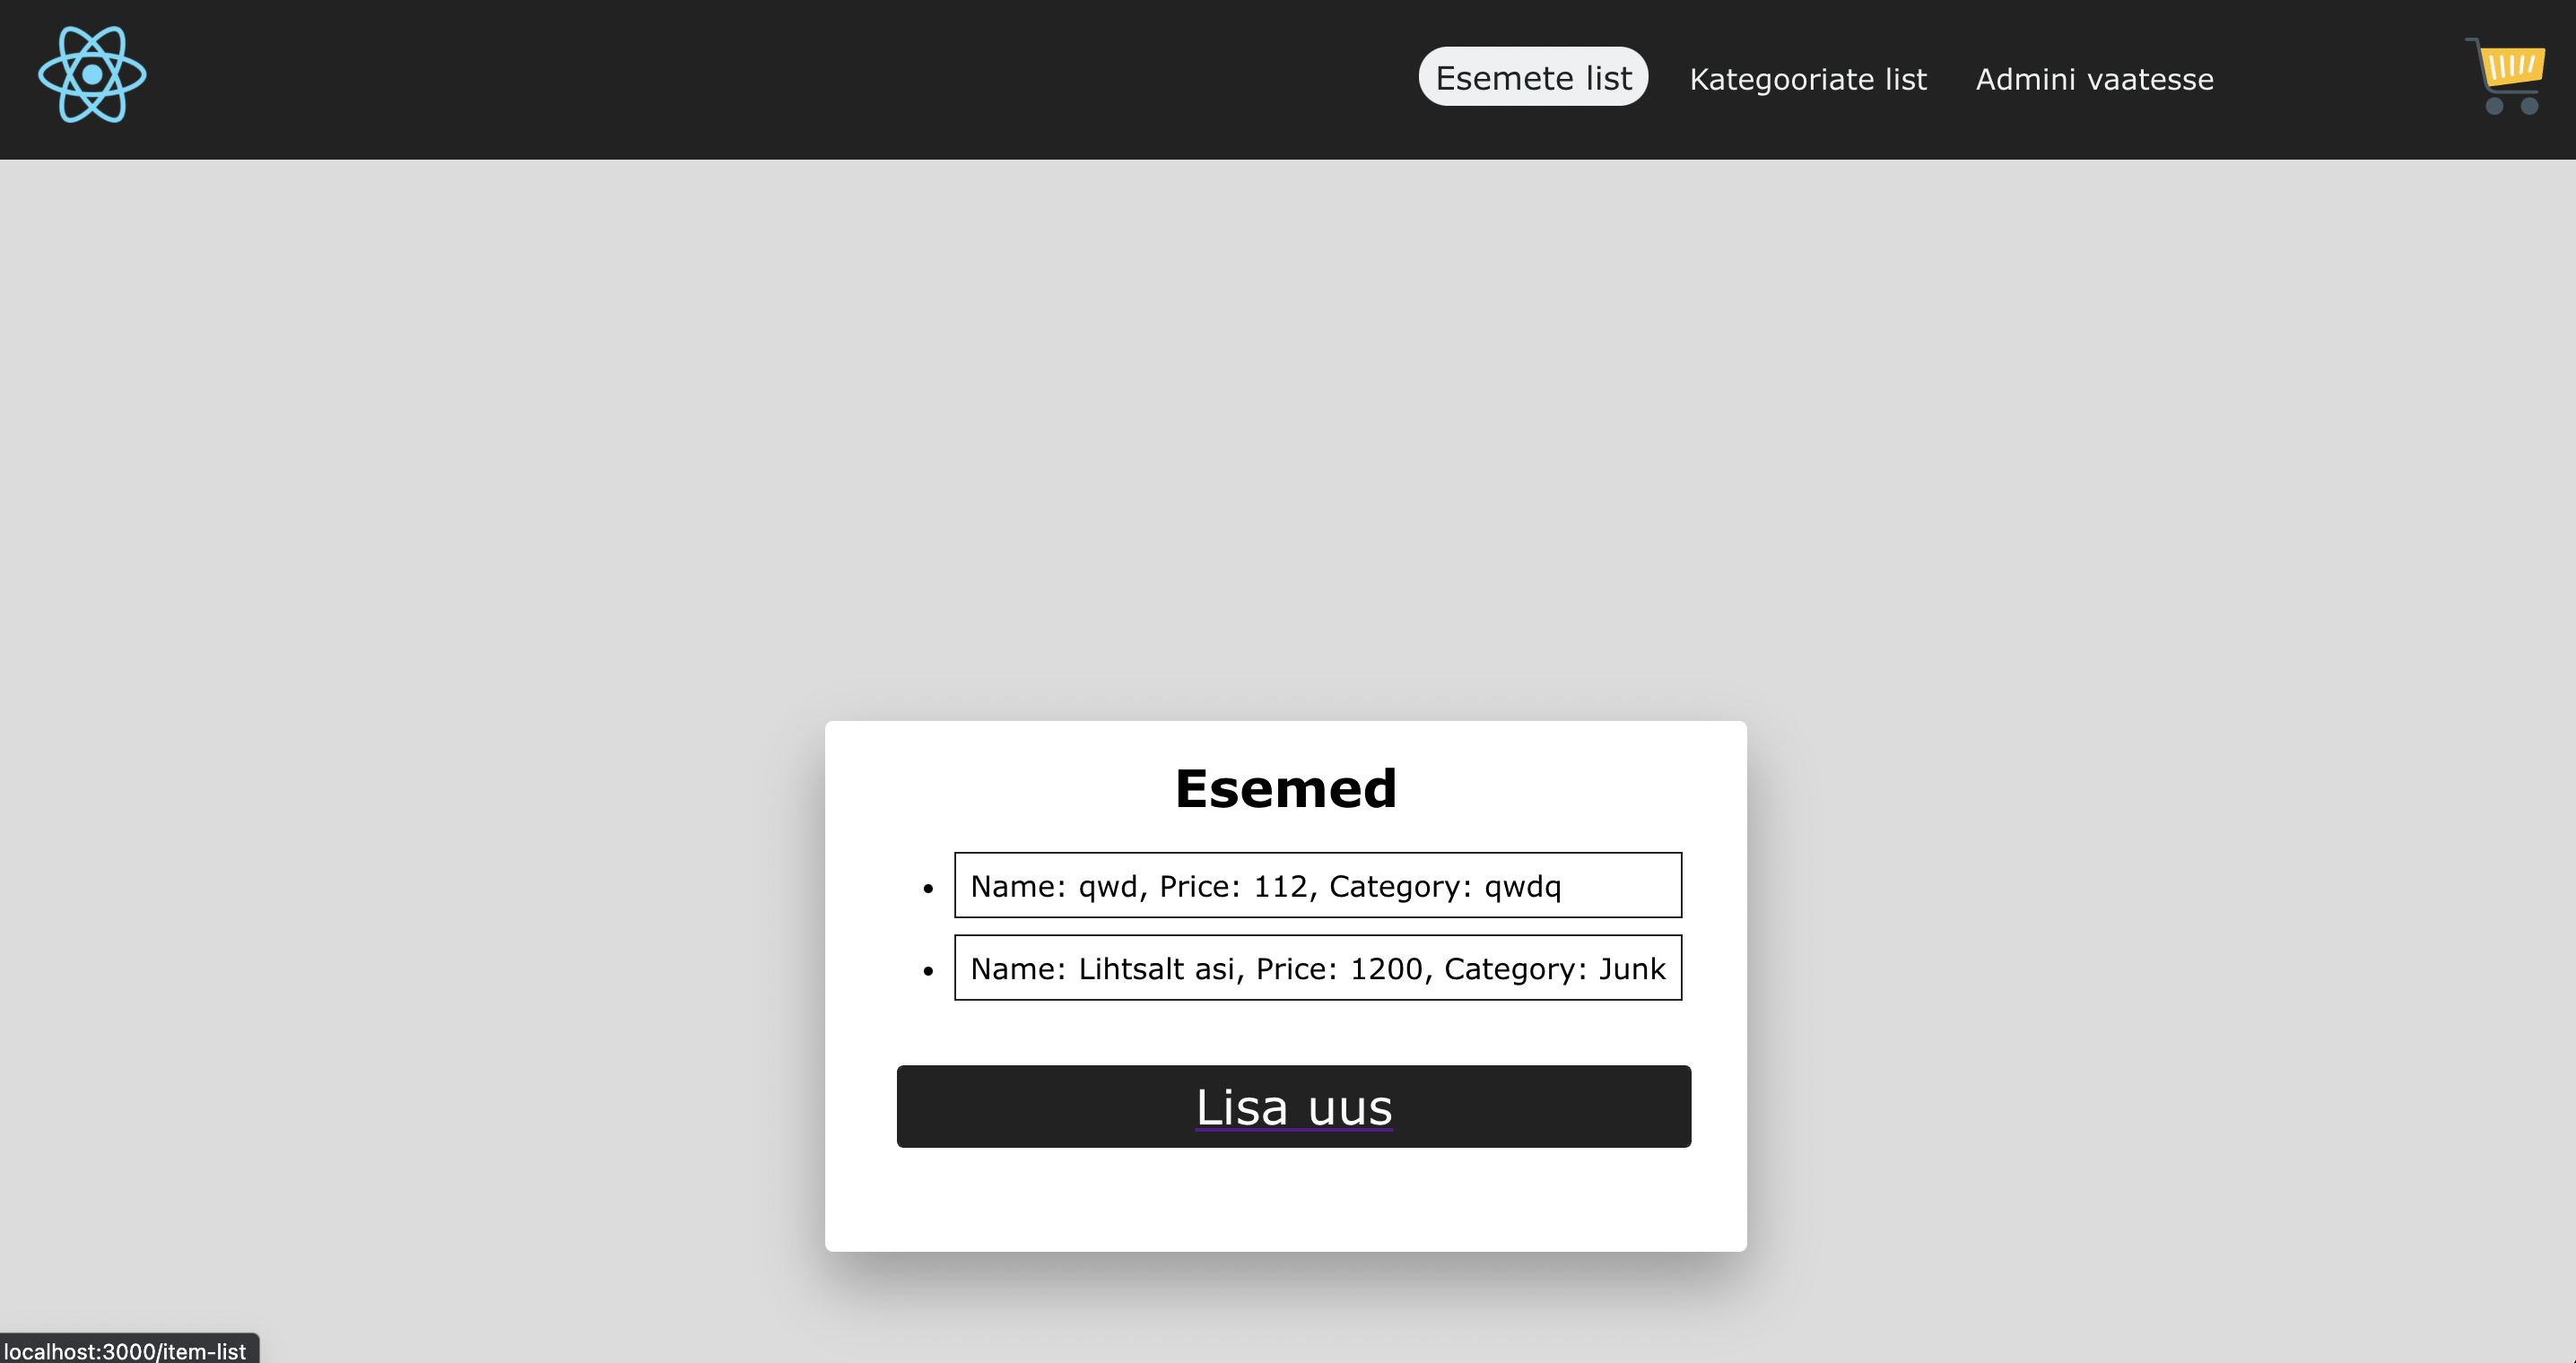 Esemete list Kategooriate list Admini vaatesse
Esemed
Name: qwd, Price: 112, Category: qwdq
Name: Lihtsalt asi, Price: 1200, Category: Junk
Lisa uus
localhost:3000/item-list